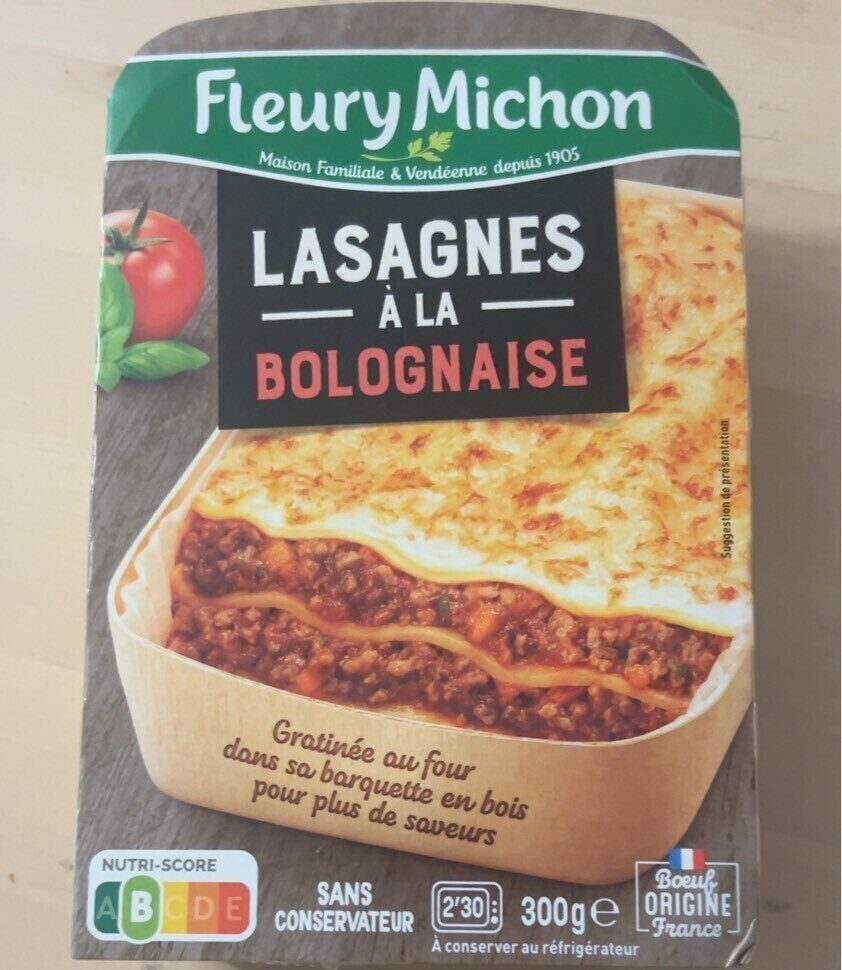 Fleury Michon
Maison Familiale & Vendéenne depuis 1905
LASAGNES
À LA
BOLOGNAISE
Suggestion de présentation
Gratinée au four
dans sa barquette en bois
pour plus de saveurs
NUTRI-SCORE
A B C D E
SANS
CONSERVATEUR
2'30
300g e
À conserver au réfrigérateur
Bœuf
ORIGINE
France